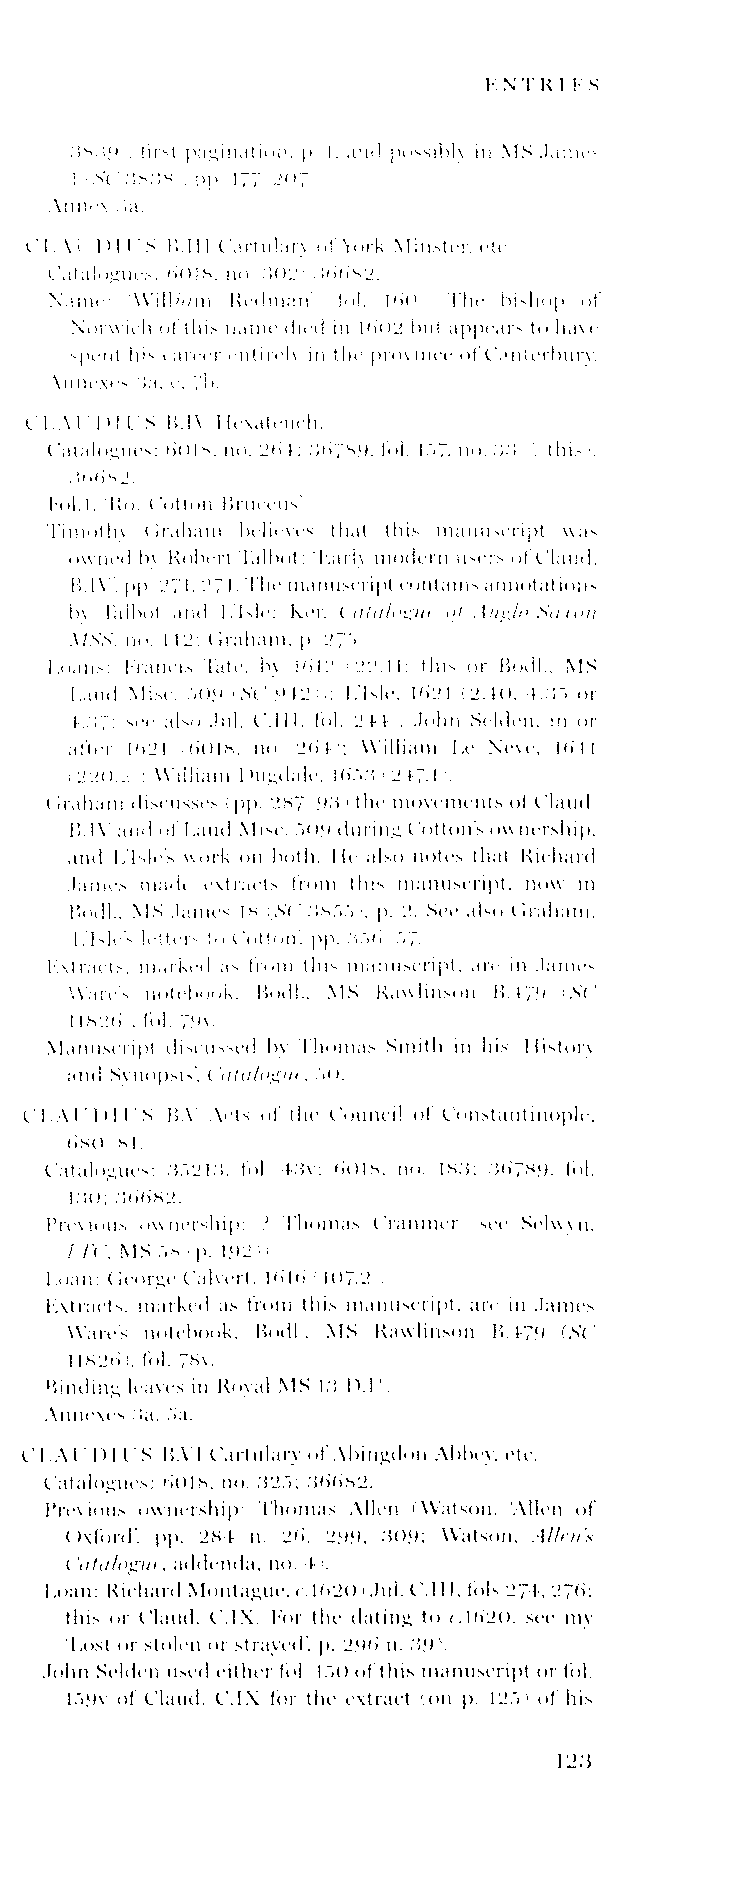 ENTRIES
3839), first pagination, p. 1, and possibly in MS James
1 (SC 3838), pp. 177–207.
Annex 5a.
CLAUDIUS B.III Cartulary of York Minster, etc.
Catalogues: 6018, no. 302; 36682.
Name: 'William Redman', fol. 160. The bishop of
Norwich of this name died in 1602 but appears to have
spent his career entirely in the province of Canterbury.
Annexes 3a, c, 7b.
CLAUDIUS B.IV Hexateuch.
Catalogues: 6018, no. 264; 36789, fol. 157, no. 33 (? this);
36682.
Fol.1, 'Ro. Cotton Bruceus'.
Timothy Graham believes that this manuscript was
owned by Robert Talbot: 'Early modern users of Claud.
B.IV', pp. 271, 274. The manuscript contains annotations
by Talbot and L'Isle: Ker, Catalogue of Anglo-Saxon
MSS, no. 142; Graham, p. 275.
Loans: Francis Tate, by 1612 (22.11: this or Bodl., MS
Laud Misc. 509 (SC 942)); L'Isle, 1621 (2.40, 4.35 or
4.37: see also Jul. C.III, fol. 244); John Selden, in or
after 1621 (6018, no. 264); William Le Neve, 1641
(220. ); William Dugdale, 1653 (247.1).
Graham discusses (pp. 287–93) the movements of Claud.
B.IV and of Laud Misc. 509 during Cotton's ownership,
and L'Isle's work on both. He also notes that Richard
James made extracts from this manuscript, now in
Bodl., MS James 18 (SC 3855), p. 2. See also Graham,
'L'Isle's letters to Cotton', pp. 356–57.
Extracts, marked as from this manuscript, are in James
Ware's notebook, Bodl., MS Rawlinson B.479 (SC
11826), fol. 79v.
Manuscript discussed by Thomas Smith in his 'History
and Synopsis', Catalogue, 50.
CLAUDIUS B.V Acts of the Council of Constantinople,
680–81.
Catalogues: 35213, fol. 43v; 6018, no. 183; 36789, fol.
130; 36682.
Previous ownership: ? Thomas Cranmer (see Selwyn,
LTC, MS 58 (p. 192)).
Loan: George Calvert, 1616 (107.2).
Extracts, marked as from this manuscript, are in James
Ware's notebook, Bodl., MS Rawlinson B.479 (SC
11826), fol. 78v.
Binding leaves in Royal MS 13 D.I*.
Annexes 3a, 5a.
CLAUDIUS B.VI Cartulary of Abingdon Abbey, etc.
Catalogues: 6018, no. 325; 36682.
Previous ownership: Thomas Allen (Watson, 'Allen of
Oxford', pp. 284 n. 26, 299, 309; Watson, Allen's
Catalogue, addenda, no. 4).
Loan: Richard Montague, c.1620 (Jul. C.III, fols 274, 276:
this or Claud. C.IX. For the dating to c.1620, see my
'Lost or stolen or strayed', p. 296 n. 39).
John Selden used either fol. 150 of this manuscript or fol.
159v of Claud. C.IX for the extract (on p. 125) of his
123